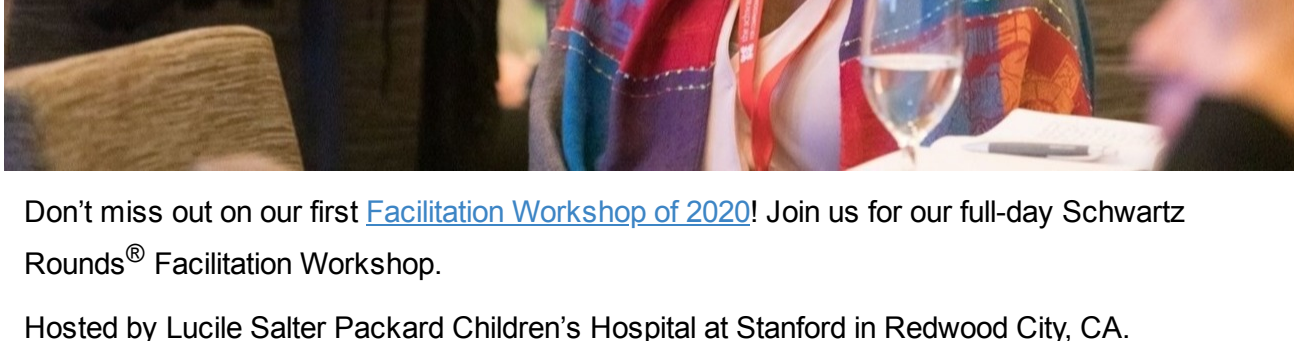 Don’t miss out on our first Facilitation Workshop of 2020! Join us for our full-day Schwartz
Rounds® Facilitation Workshop.
Hosted by Lucile Salter Packard Children’s Hospital at Stanford in Redwood City, CA.